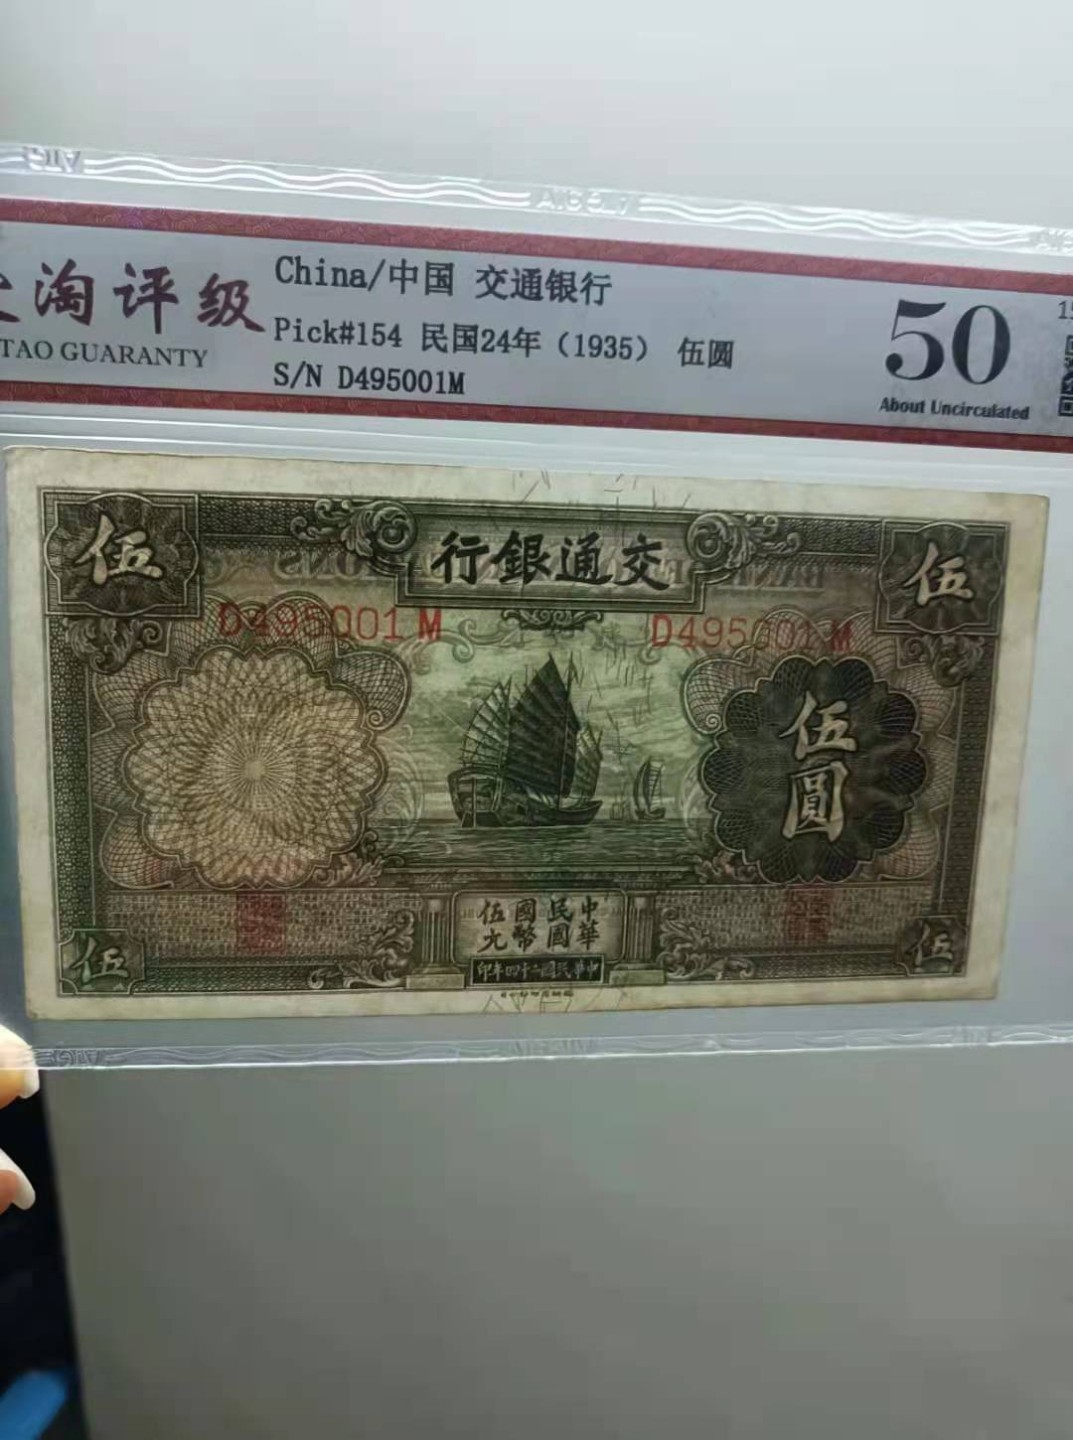 淘评级
TAO GUARANTY
China/中国 交通银行
Pick#154 民国24年（1935） 伍圆
S/N D495001M
50
About Uncirculated
伍
行銀通交
伍
D495001M
D495001M
伍圓
中華民國國幣伍元
印年四十二國民華中
伍
伍